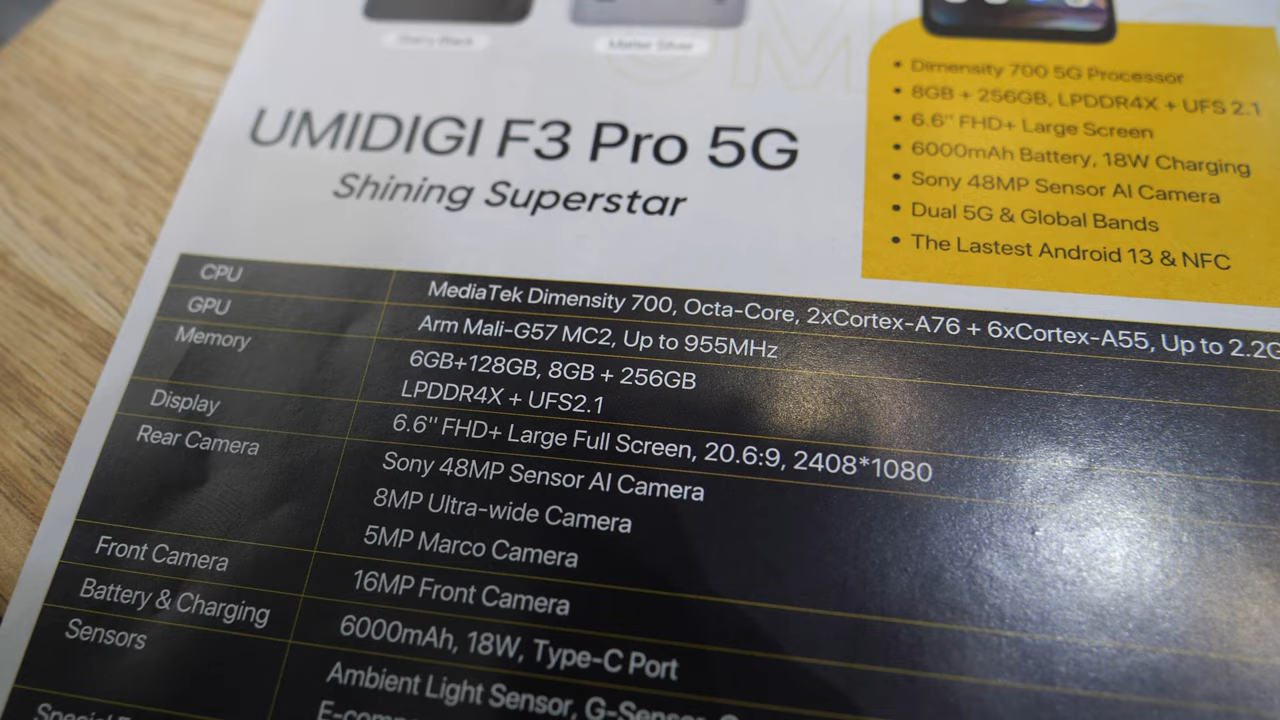 Starry Black
Matter Silver
Dimensity 700 5G Processor
8GB + 256GB, LPDDR4X + UFS 2.1
6.6" FHD+ Large Screen
6000mAh Battery, 18W Charging
Sony 48MP Sensor AI Camera
Dual 5G & Global Bands
The Lastest Android 13 & NFC
UMIDIGI F3 Pro 5G
Shining Superstar
CPU MediaTek Dimensity 700, Octa-Core, 2xCortex-A76 + 6xCortex-A55, Up to 2.2G
GPU Arm Mali-G57 MC2, Up to 955MHz
Memory 6GB+128GB, 8GB + 256GB
LPDDR4X + UFS2.1
Display 6.6" FHD+ Large Full Screen, 20.6:9, 2408*1080
Rear Camera Sony 48MP Sensor AI Camera
8MP Ultra-wide Camera
5MP Marco Camera
Front Camera 16MP Front Camera
Battery & Charging 6000mAh, 18W, Type-C Port
Sensors Ambient Light Sensor, G-Sensor,
Special